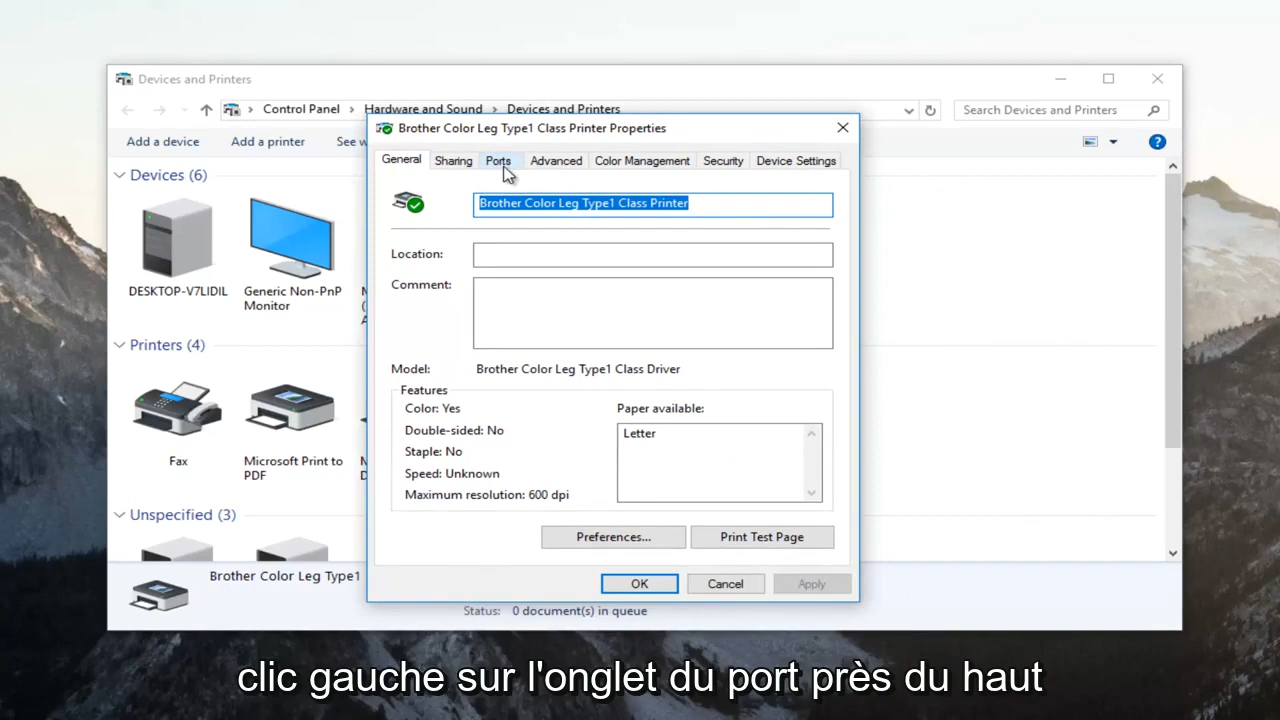 Devices and Printers
Control Panel > Hardware and Sound > Devices and Printers
Search Devices and Printers
Brother Color Leg Type1 Class Printer Properties
Add a device
Add a printer
See w
General
Sharing
Ports
Advanced
Color Management
Security
Device Settings
Devices (6)
DESKTOP-V7LIDIL
Generic Non-PnP
Monitor
Printers (4)
Fax
Microsoft Print to
PDF
Unspecified (3)
Brother Color Leg Type1 Class Printer
Location:
Comment:
Model:
Brother Color Leg Type1 Class Driver
Features
Color: Yes
Double-sided: No
Staple: No
Speed: Unknown
Maximum resolution: 600 dpi
Paper available:
Letter
Preferences...
Print Test Page
OK
Cancel
Apply
Brother Color Leg Type1
Status: 0 document(s) in queue
clic gauche sur l'onglet du port près du haut